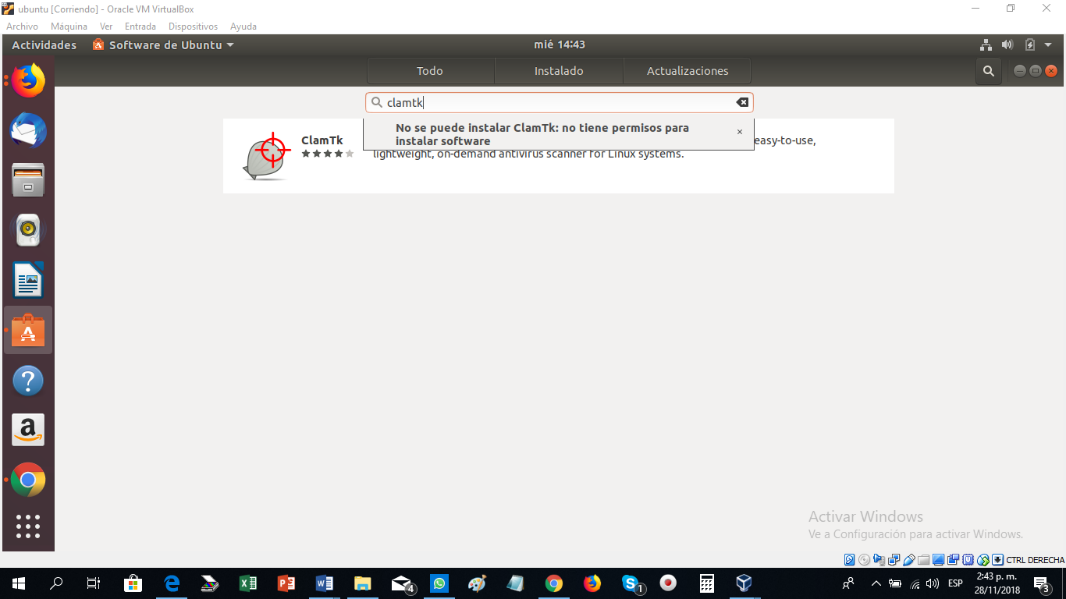 ubuntu [Corriendo] - Oracle VM VirtualBox
Archivo Máquina Ver Entrada Dispositivos Ayuda
Actividades Software de Ubuntu mié 14:43
Todo Instalado Actualizaciones
clamtk
No se puede instalar ClamTk: no tiene permisos para
instalar software
ClamTk easy-to-use,
lightweight, on-demand antivirus scanner for Linux systems.
Activar Windows
Ve a Configuración para activar Windows.
CTRL DERECHA
4 1 ESP 2:43 p. m. 3
28/11/2018